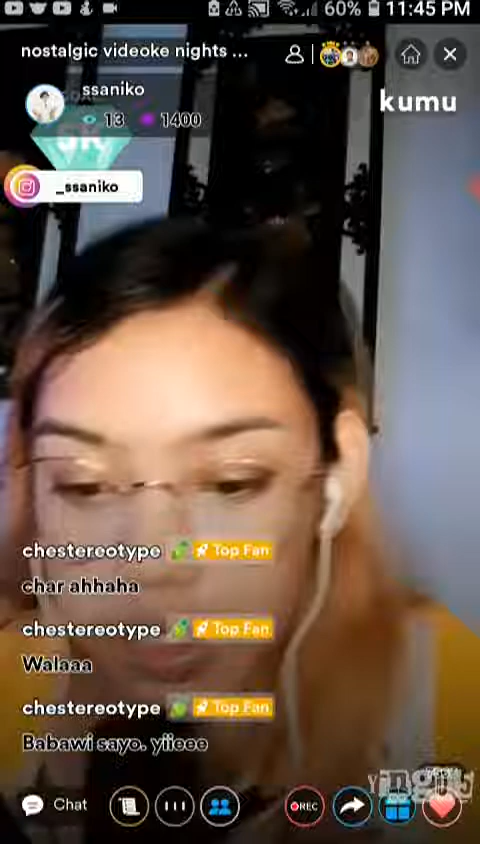 60% 11:45 PM
nostalgic videoke nights ...
ssaniko
13 1400
kumu
5K
_ssaniko
chestereotype Top Fan
char ahhaha
chestereotype Top Fan
Walaaa
chestereotype Top Fan
Babawi sayo. yiieee
Chat
REC